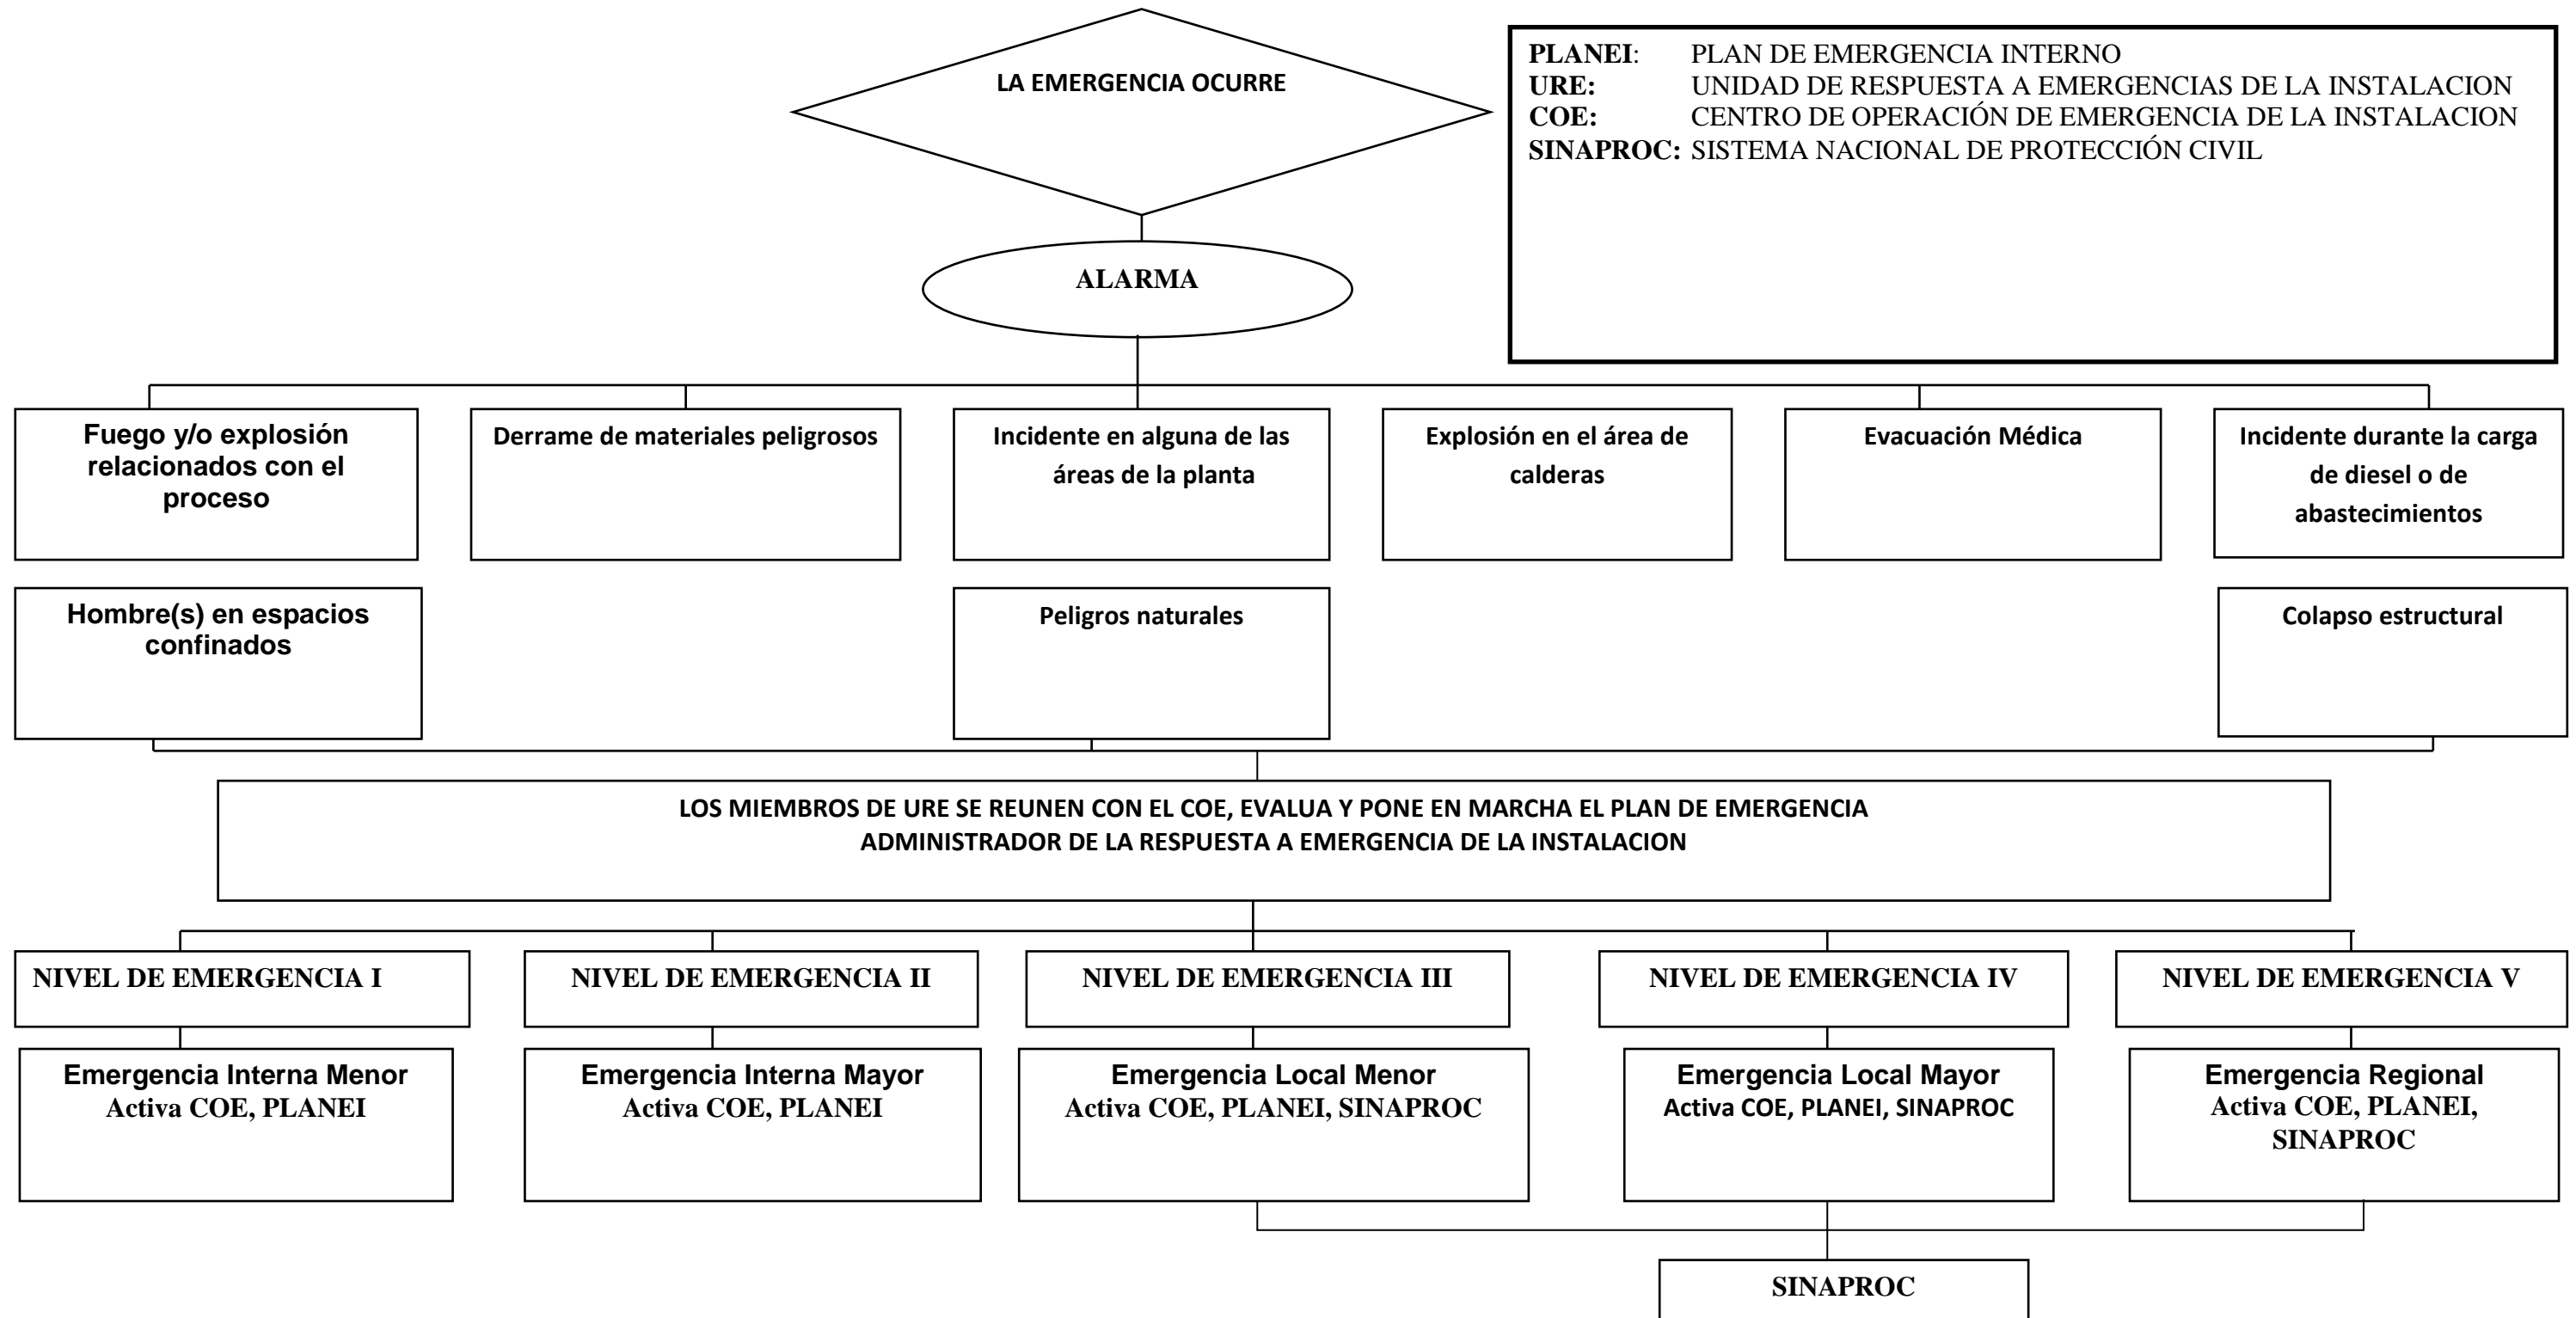 LA EMERGENCIA OCURRE
PLANEI: PLAN DE EMERGENCIA INTERNO
URE: UNIDAD DE RESPUESTA A EMERGENCIAS DE LA INSTALACION
COE: CENTRO DE OPERACIÓN DE EMERGENCIA DE LA INSTALACION
SINAPROC: SISTEMA NACIONAL DE PROTECCIÓN CIVIL
ALARMA
Fuego y/o explosión
relacionados con el
proceso
Derrame de materiales peligrosos
Incidente en alguna de las
áreas de la planta
Explosión en el área de
calderas
Evacuación Médica
Incidente durante la carga
de diesel o de
abastecimientos
Hombre(s) en espacios
confinados
Peligros naturales
Colapso estructural
LOS MIEMBROS DE URE SE REUNEN CON EL COE, EVALUA Y PONE EN MARCHA EL PLAN DE EMERGENCIA
ADMINISTRADOR DE LA RESPUESTA A EMERGENCIA DE LA INSTALACION
NIVEL DE EMERGENCIA I
NIVEL DE EMERGENCIA II
NIVEL DE EMERGENCIA III
NIVEL DE EMERGENCIA IV
NIVEL DE EMERGENCIA V
Emergencia Interna Menor
Activa COE, PLANEI
Emergencia Interna Mayor
Activa COE, PLANEI
Emergencia Local Menor
Activa COE, PLANEI, SINAPROC
Emergencia Local Mayor
Activa COE, PLANEI, SINAPROC
Emergencia Regional
Activa COE, PLANEI,
SINAPROC
SINAPROC